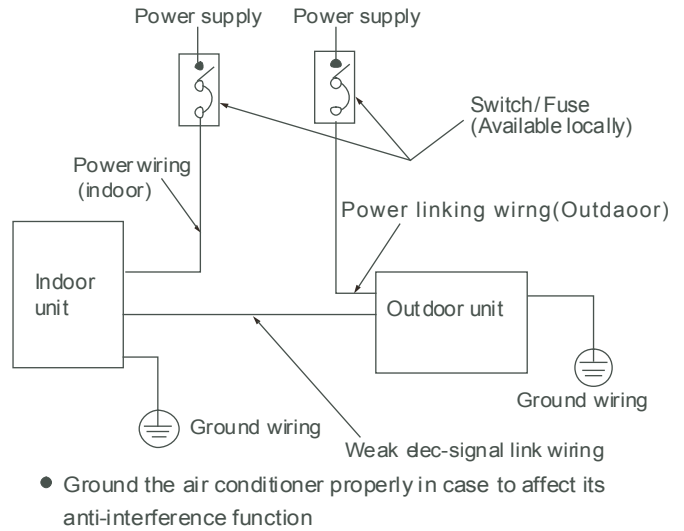 Power supply
Power supply
Switch/Fuse
(Available locally)
Power wiring
(indoor)
Power linking wirng(Outdaoor)
Indoor
unit
Outdoor unit
Ground wiring
Ground wiring
Weak elec-signal link wiring
● Ground the air conditioner properly in case to affect its
anti-interference function